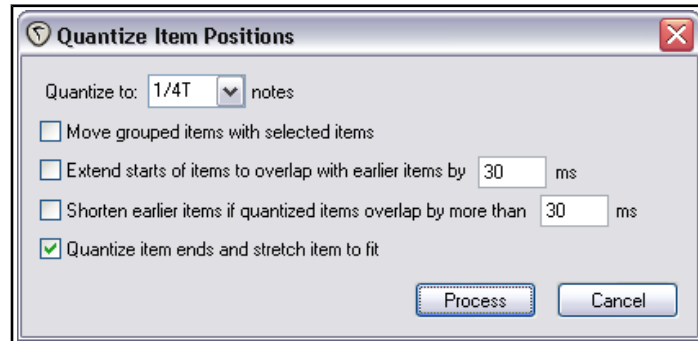 Quantize Item Positions
Quantize to: 1/4T notes
Move grouped items with selected items
Extend starts of items to overlap with earlier items by 30 ms
Shorten earlier items if quantized items overlap by more than 30 ms
Quantize item ends and stretch item to fit
Process Cancel